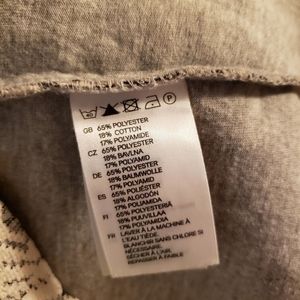 GB 65% POLYESTER
18% COTTON
17% POLYAMIDE
CZ 65% POLYESTER
18% BAVLNA
17% POLYAMID
DE 65% POLYESTER
18% BAUMWOLLE
17% POLYAMID
ES 65% POLIÉSTER
18% ALGODÓN
17% POLIAMIDA
FI 65% POLYESTERIA
18% PUUVILLAA
17% POLYAMIDIA
FR LAVER À LA MACHINE À
L'EAU TIÈDE.
BLANCHIR SANS CHLORE SI
NÉCESSAIRE.
SÉCHER À L'AIR.
REPASSER À FAIBLE